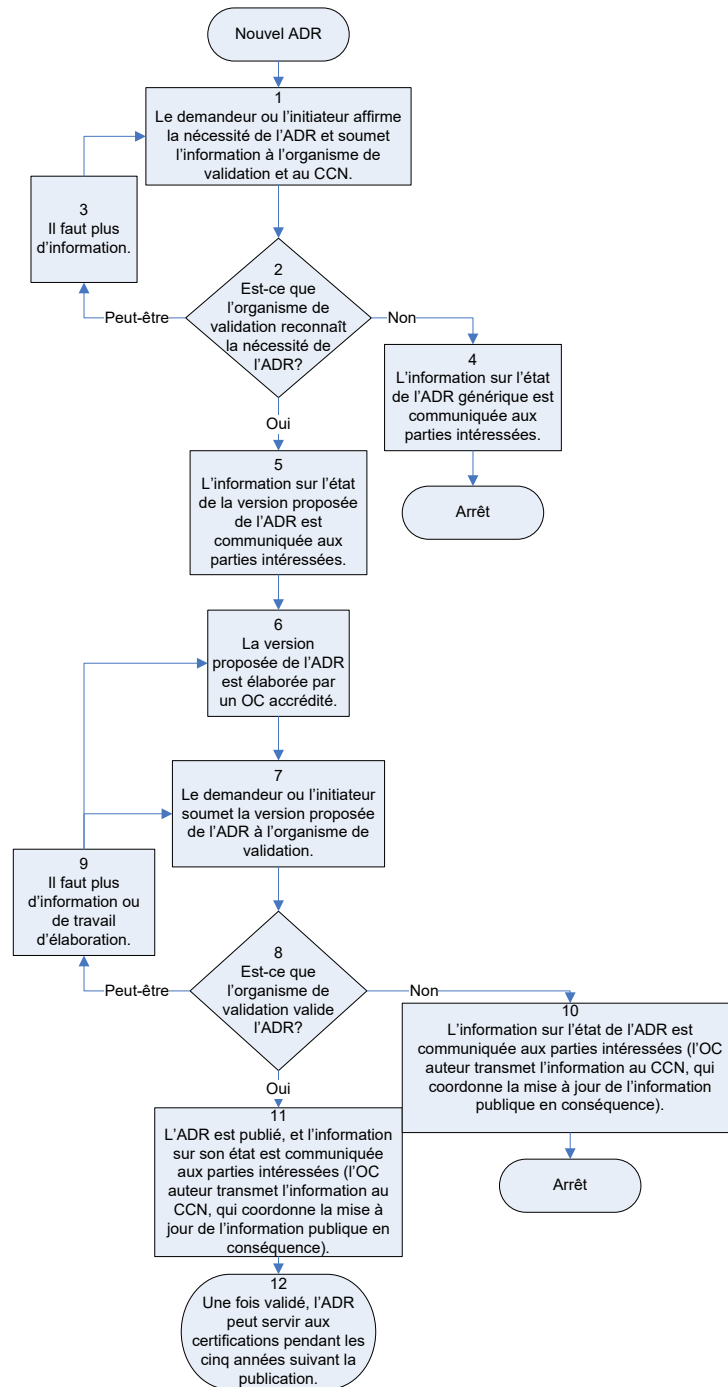 Nouvel ADR
1
Le demandeur ou l'initiateur affirme
la nécessité de l'ADR et soumet
l'information à l'organisme de
validation et au CCN.
3
Il faut plus
d'information.
2
Est-ce que
l'organisme de
validation reconnaît
la nécessité de
l'ADR?
Peut-être
Non
4
L'information sur l'état
de l'ADR générique est
communiquée aux
parties intéressées.
Oui
Arrêt
5
L'information sur l'état
de la version proposée
de l'ADR est
communiquée aux
parties intéressées.
6
La version
proposée de l'ADR
est élaborée par
un OC accrédité.
7
Le demandeur ou l'initiateur
soumet la version proposée
de l'ADR à l'organisme de
validation.
9
Il faut plus
d'information ou
de travail
d'élaboration.
8
Est-ce que
l'organisme de
validation valide
l'ADR?
Peut-être
Non
10
L'information sur l'état de l'ADR est
communiquée aux parties intéressées (l'OC
auteur transmet l'information au CCN, qui
coordonne la mise à jour de l'information
publique en conséquence).
Oui
11
L'ADR est publié, et l'information
sur son état est communiquée
aux parties intéressées (l'OC
auteur transmet l'information au
CCN, qui coordonne la mise à
jour de l'information publique en
conséquence).
Arrêt
12
Une fois validé, l'ADR
peut servir aux
certifications pendant les
cinq années suivant la
publication.